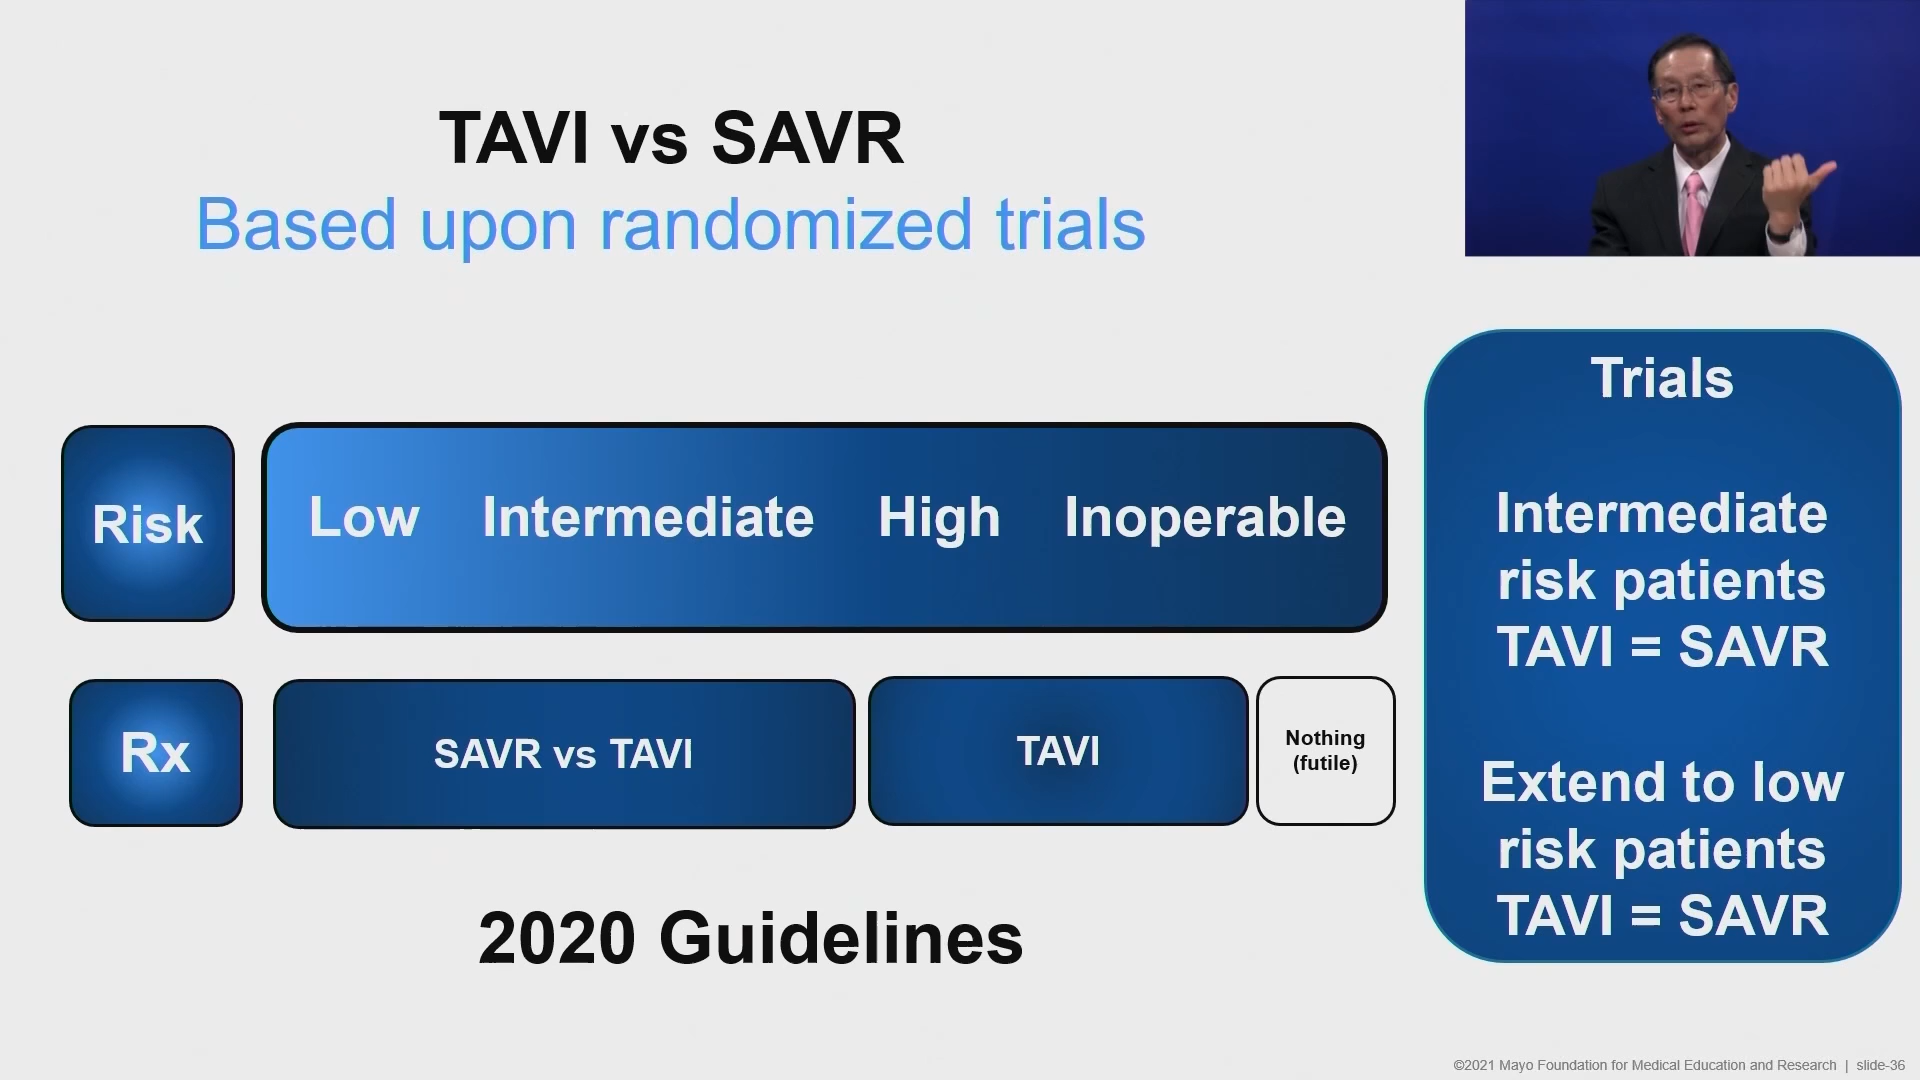 TAVI vs SAVR
Based upon randomized trials
Risk
Low Intermediate High Inoperable
Rx
SAVR vs TAVI
TAVI
Nothing
(futile)
2020 Guidelines
Trials
Intermediate
risk patients
TAVI = SAVR
Extend to low
risk patients
TAVI = SAVR
©2021 Mayo Foundation for Medical Education and Research | slide-36